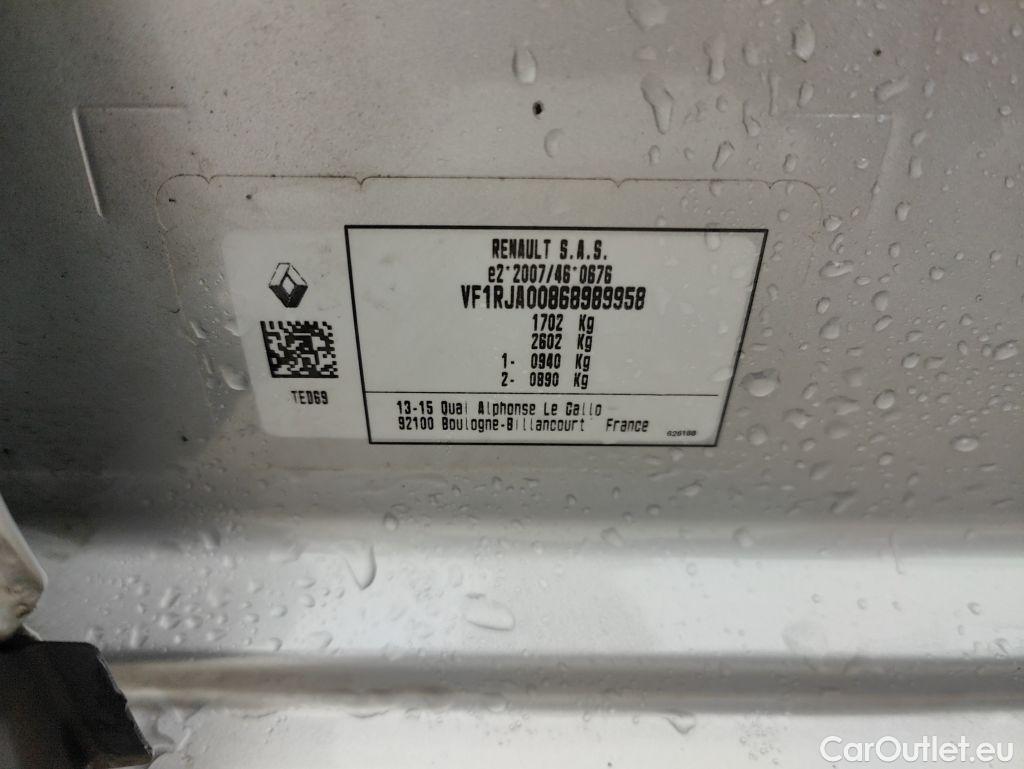 RENAULT S.A.S.
e2*2007/46*0676
VF1RJA00868989958
1702 Kg
2602 Kg
1- 0940 Kg
2- 0890 Kg
TED69
13-15 Quai Alphonse Le Gallo
92100 Boulogne-Billancourt France
626188
CarOutlet.eu